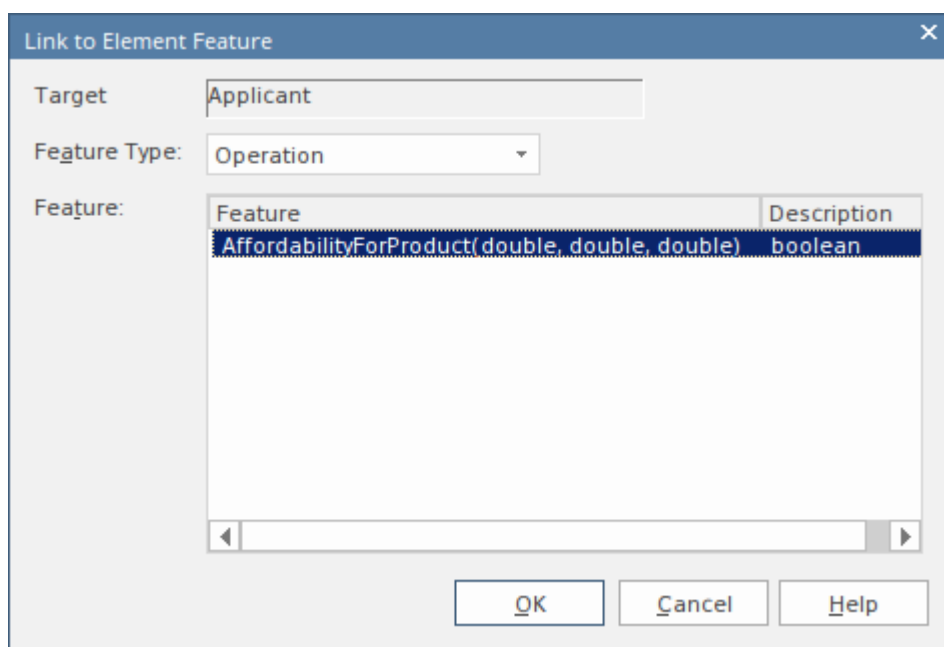 Link to Element Feature
Target Applicant
Feature Type: Operation
Feature:
Feature Description
AffordabilityForProduct(double, double, double) boolean
OK Cancel Help